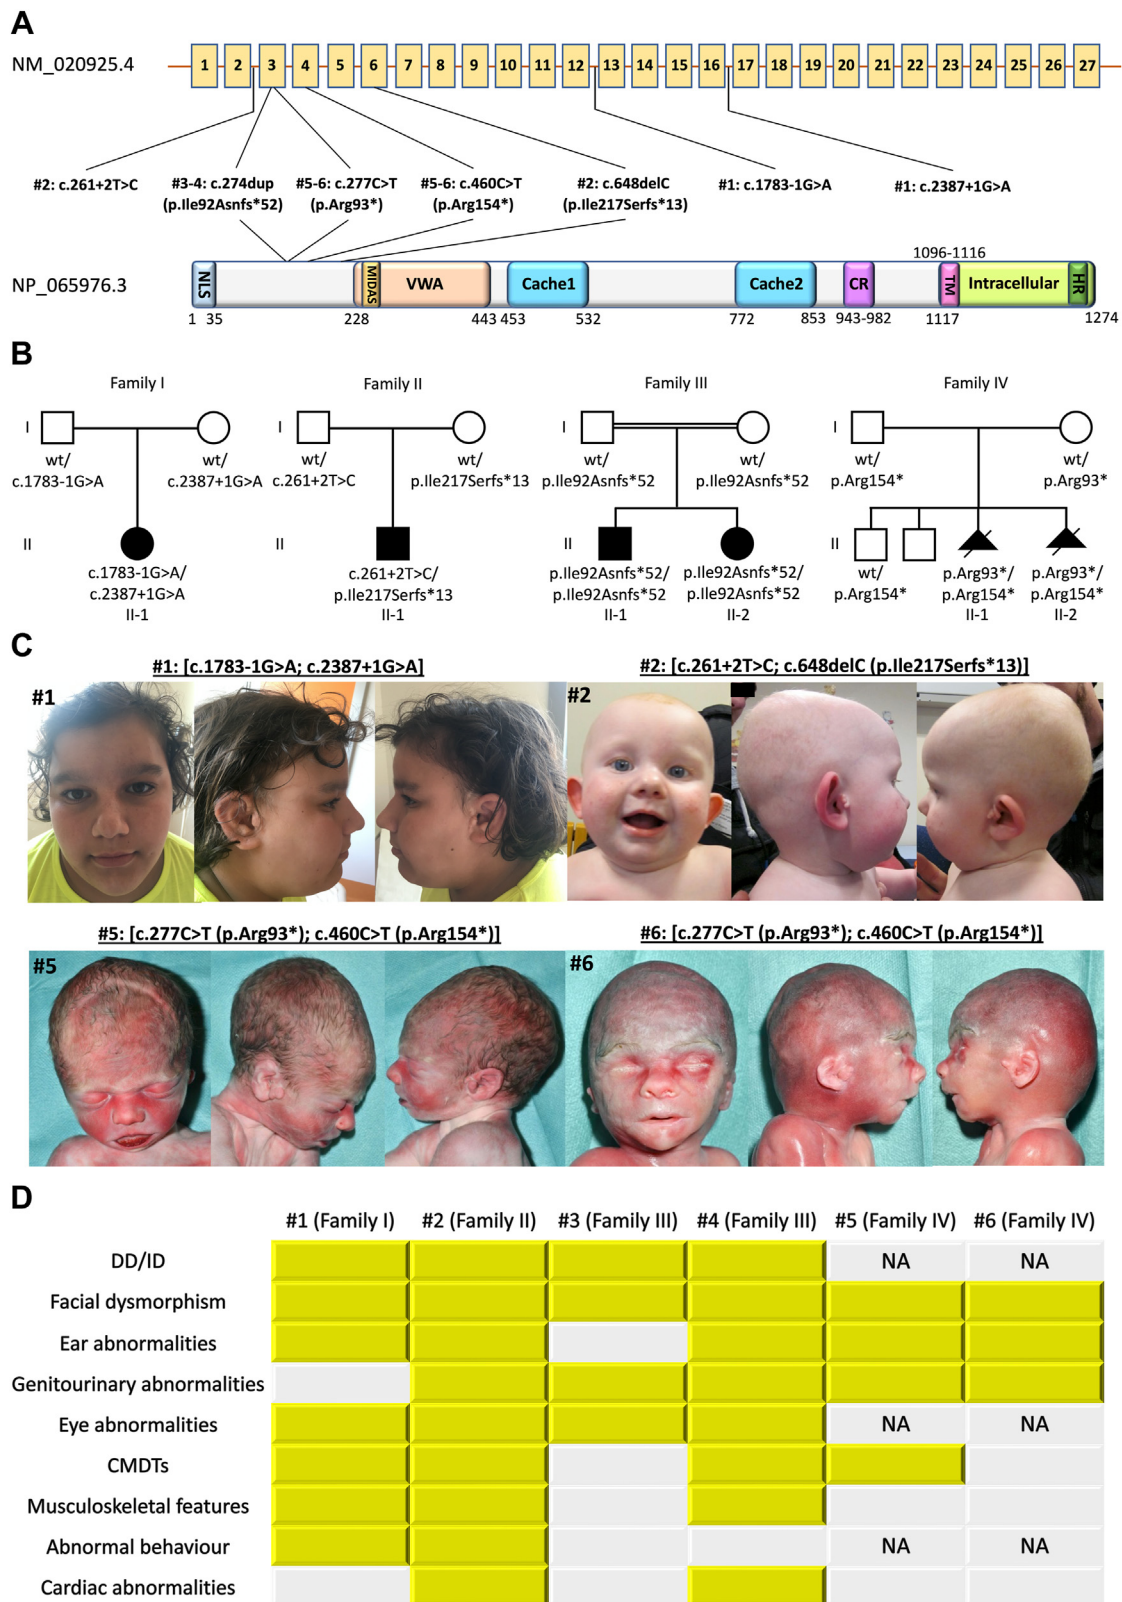 A
NM_020925.4
1 2 3 4 5 6 7 8 9 10 11 12 13 14 15 16 17 18 19 20 21 22 23 24 25 26 27
#2: c.261+2T>C
#3-4: c.274dup
(p.Ile92Asnfs*52)
#5-6: c.277C>T
(p.Arg93*)
#5-6: c.460C>T
(p.Arg154*)
#2: c.648delC
(p.Ile217Serfs*13)
#1: c.1783-1G>A
#1: c.2387+1G>A
1096-1116
NP_065976.3
NLS MIDAS VWA Cache1 Cache2 CR TM Intracellular HR
1 35 228 443 453 532 772 853 943-982 1117 1274
B
Family I
I
wt/
c.1783-1G>A
wt/
c.2387+1G>A
II
c.1783-1G>A/
c.2387+1G>A
II-1
Family II
I
wt/
c.261+2T>C
wt/
p.Ile217Serfs*13
II
c.261+2T>C/
p.Ile217Serfs*13
II-1
Family III
I
wt/
p.Ile92Asnfs*52
wt/
p.Ile92Asnfs*52
II
p.Ile92Asnfs*52/
p.Ile92Asnfs*52
II-1
p.Ile92Asnfs*52/
p.Ile92Asnfs*52
II-2
Family IV
I
wt/
p.Arg154*
wt/
p.Arg93*
II
wt/
p.Arg154*
p.Arg93*/
p.Arg154*
II-1
p.Arg93*/
p.Arg154*
II-2
C
#1: [c.1783-1G>A; c.2387+1G>A]
#1
#2: [c.261+2T>C; c.648delC (p.Ile217Serfs*13)]
#2
#5: [c.277C>T (p.Arg93*); c.460C>T (p.Arg154*)]
#5
#6: [c.277C>T (p.Arg93*); c.460C>T (p.Arg154*)]
#6
D
#1 (Family I) #2 (Family II) #3 (Family III) #4 (Family III) #5 (Family IV) #6 (Family IV)
DD/ID NA NA
Facial dysmorphism
Ear abnormalities
Genitourinary abnormalities
Eye abnormalities NA NA
CMDTs
Musculoskeletal features
Abnormal behaviour NA NA
Cardiac abnormalities